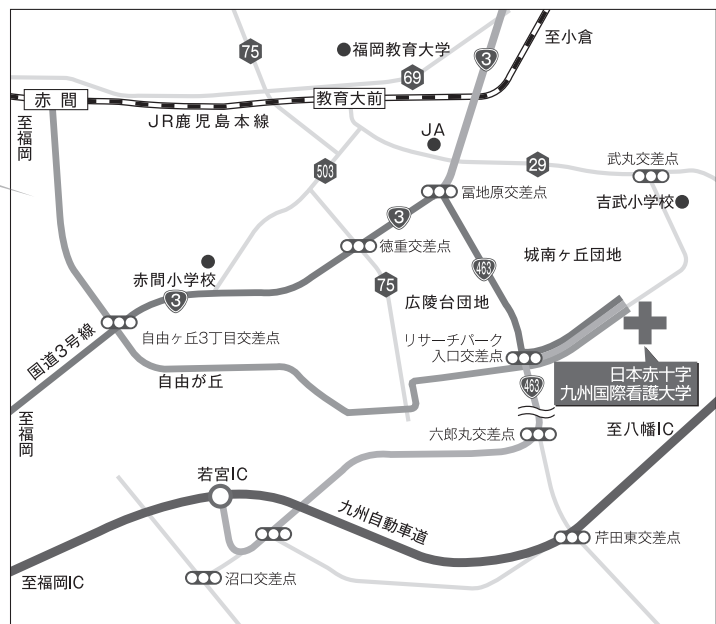 75
福岡教育大学
3
至小倉
69
赤間
教育大前
JR鹿児島本線
至福岡
JA
503
29
武丸交差点
冨地原交差点
吉武小学校
3
徳重交差点
463
城南ヶ丘団地
赤間小学校
75
広陵台団地
3
自由ヶ丘3丁目交差点
リサーチパーク
入口交差点
国道3号線
自由が丘
日本赤十字
九州国際看護大学
463
至福岡
六郎丸交差点
至八幡IC
若宮IC
九州自動車道
芹田東交差点
至福岡IC
沼口交差点